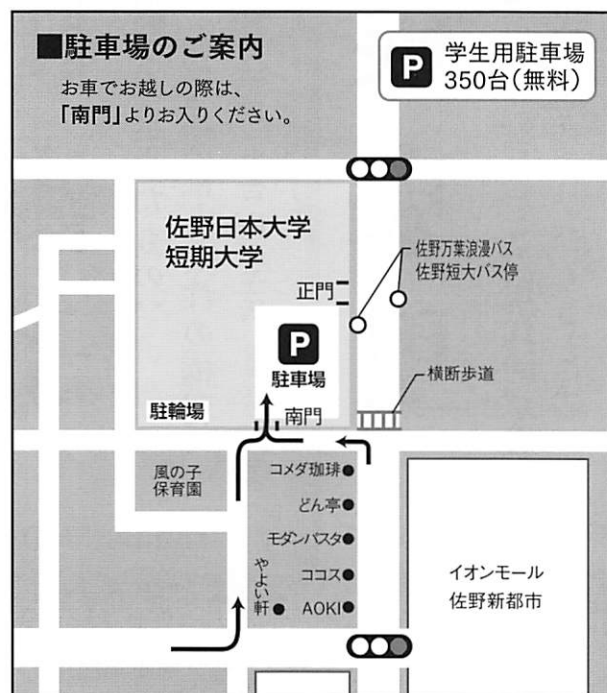 ■駐車場のご案内
お車でお越しの際は、
「南門」よりお入りください。
P 学生用駐車場
350台(無料)
佐野日本大学
短期大学
正門
佐野万葉浪漫バス
佐野短大バス停
P
駐車場
横断歩道
駐輪場
南門
風の子
保育園
コメダ珈琲
どん亭
モダンパスタ
ココス
やよい軒
AOKI
イオンモール
佐野新都市